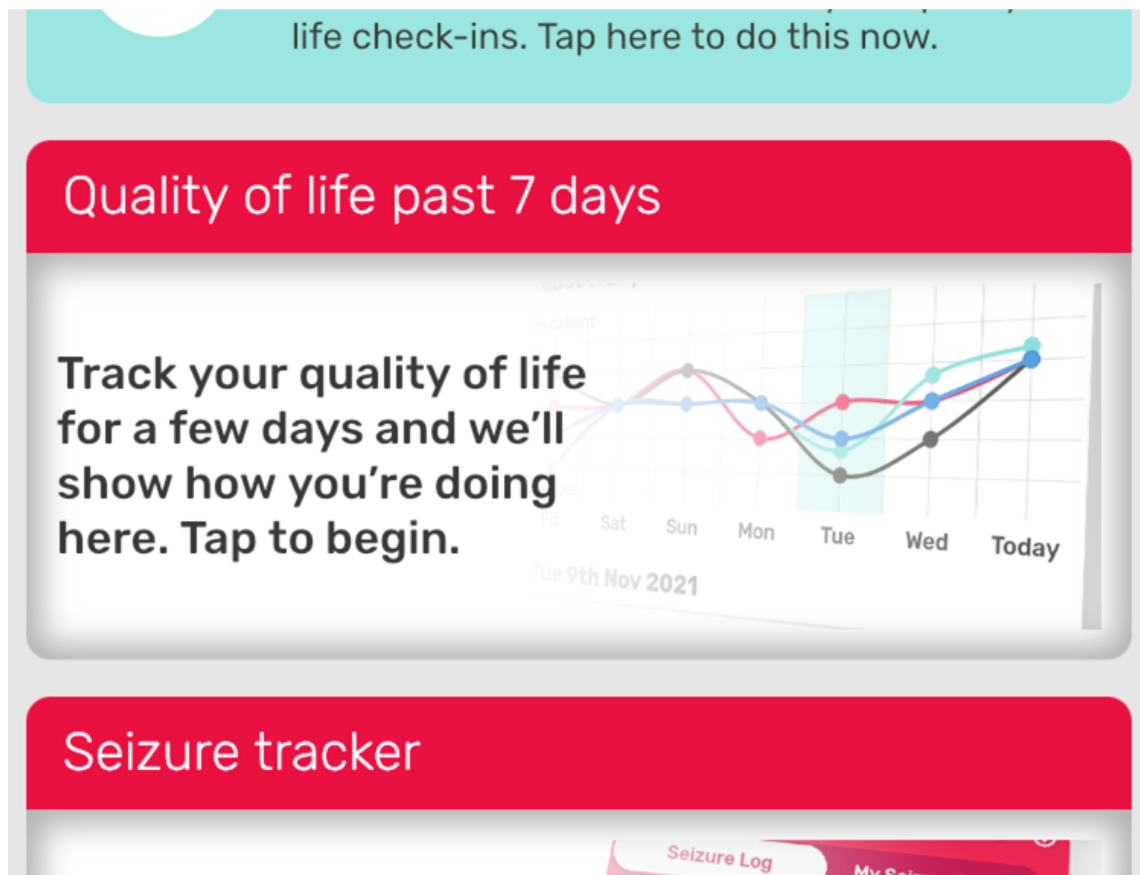 life check-ins. Tap here to do this now.
Quality of life past 7 days
Track your quality of life
for a few days and we'll
show how you're doing
here. Tap to begin.
Excellent
Fri Sat Sun Mon Tue Wed Today
Tue 9th Nov 2021
Seizure tracker
Seizure Log
My